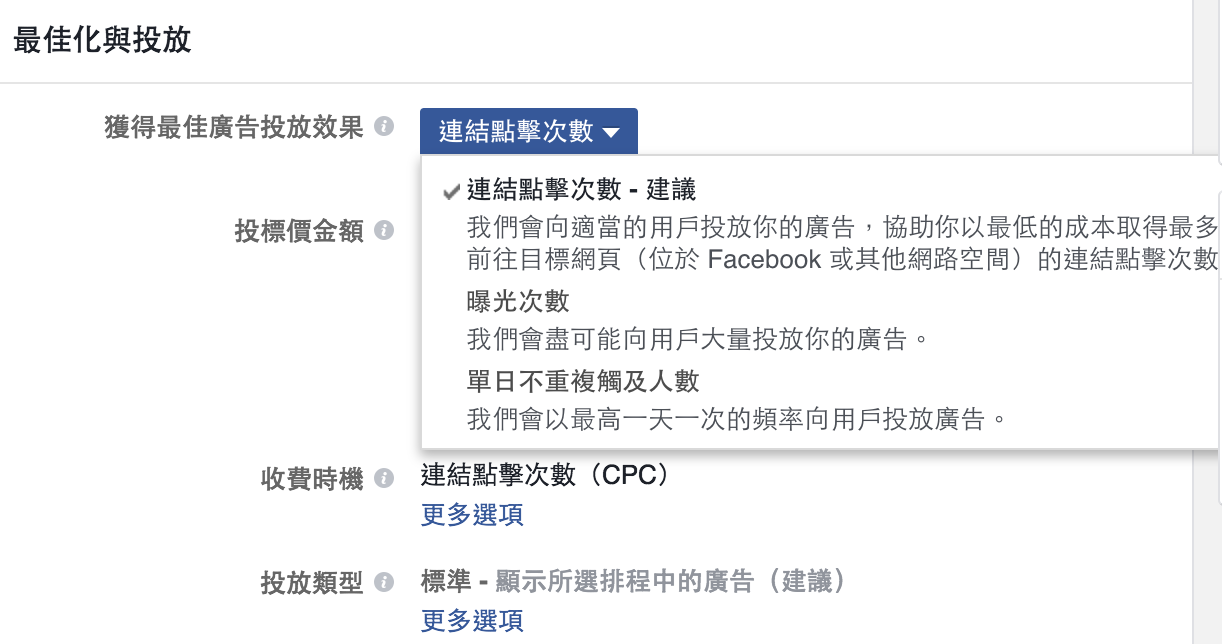 最佳化與投放
獲得最佳廣告投放效果
連結點擊次數
連結點擊次數 - 建議
我們會向適當的用戶投放你的廣告，協助你以最低的成本取得最多
前往目標網頁（位於 Facebook 或其他網路空間）的連結點擊次數
投標價金額
曝光次數
我們會盡可能向用戶大量投放你的廣告。
單日不重複觸及人數
我們會以最高一天一次的頻率向用戶投放廣告。
收費時機
連結點擊次數（CPC）
更多選項
投放類型
標準 - 顯示所選排程中的廣告（建議）
更多選項